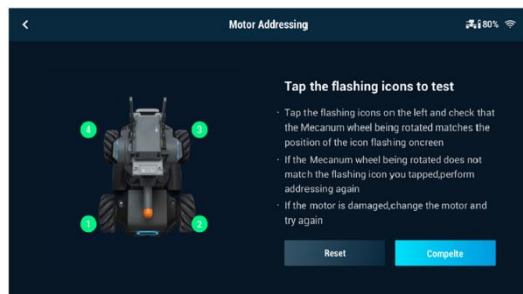 Motor Addressing
80%
Tap the flashing icons to test
· Tap the flashing icons on the left and check that
the Mecanum wheel being rotated matches the
position of the icon flashing oncreen
· If the Mecanum wheel being rotated does not
match the flashing icon you tapped,perform
addressing again
· If the motor is damaged,change the motor and
try again
4
3
1
2
Reset
Compelte